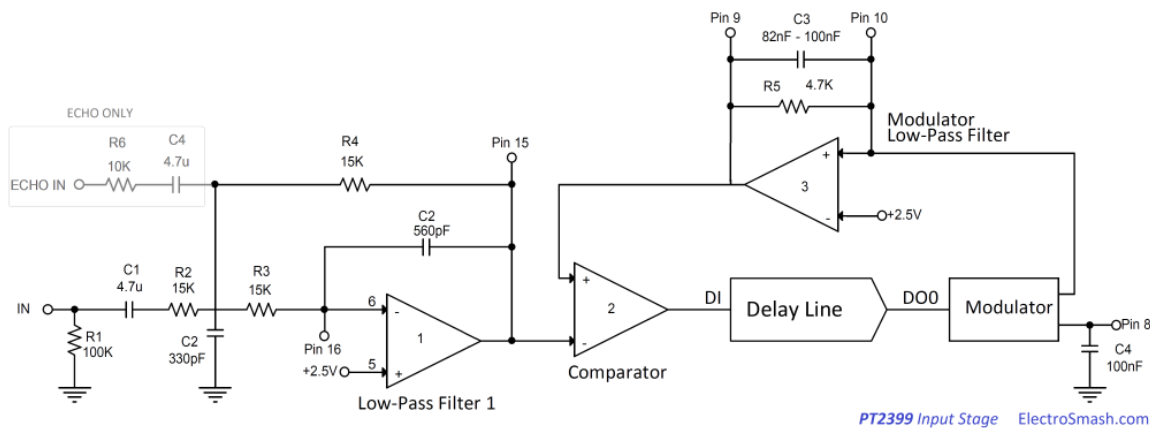 Pin 9
C3
82nF - 100nF
Pin 10
R5 4.7K
ECHO ONLY
R6
10K
C4
4.7u
ECHO IN
R4
15K
Pin 15
Modulator
Low-Pass Filter
+
3
-
+2.5V
C2
560pF
IN
C1
4.7u
R2
15K
R3
15K
R1
100K
C2
330pF
Pin 16
6
-
1
5
+
+2.5V
Low-Pass Filter 1
+
2
-
Comparator
DI
Delay Line
DO0
Modulator
Pin 8
C4
100nF
PT2399 Input Stage ElectroSmash.com